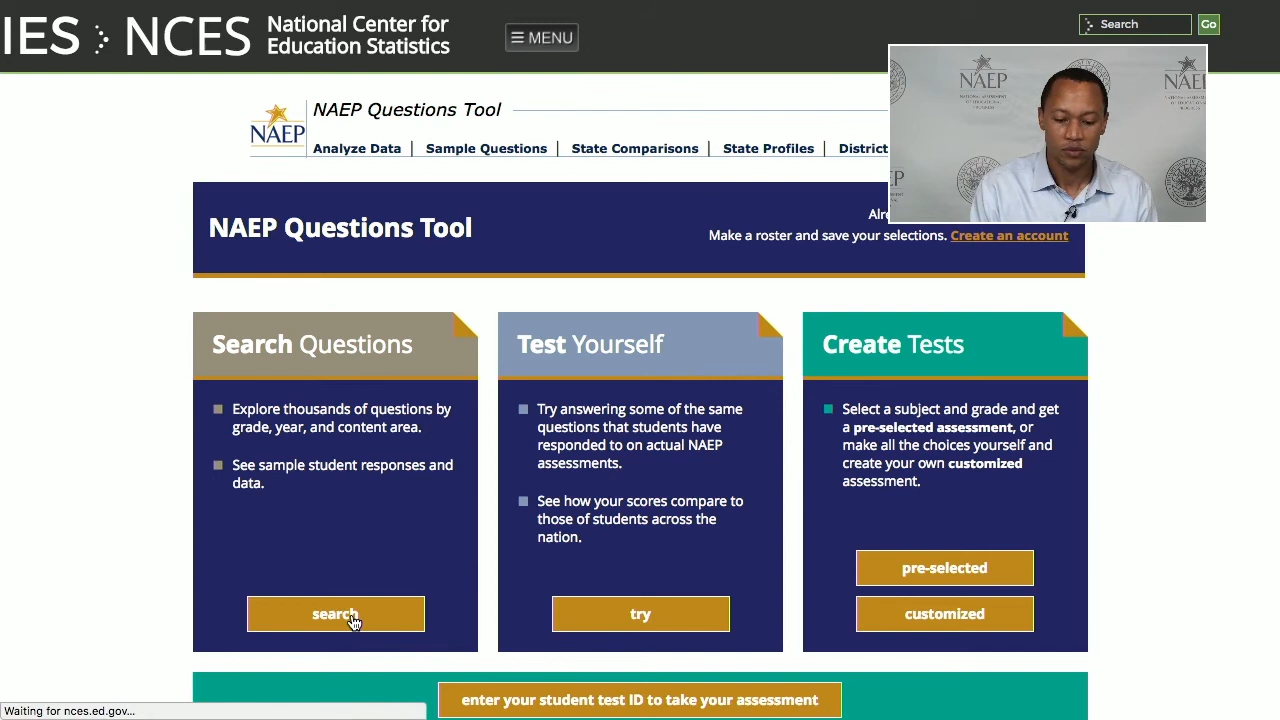 IES NCES National Center for
Education Statistics
MENU
Search
Go
NAEP
NAEP Questions Tool
Analyze Data | Sample Questions | State Comparisons | State Profiles | District
NAEP
NAEP
NAEP Questions Tool
Make a roster and save your selections. Create an account
Search Questions
Explore thousands of questions by
grade, year, and content area.
See sample student responses and
data.
search
Test Yourself
Try answering some of the same
questions that students have
responded to on actual NAEP
assessments.
See how your scores compare to
those of students across the
nation.
try
Create Tests
Select a subject and grade and get
a pre-selected assessment, or
make all the choices yourself and
create your own customized
assessment.
pre-selected
customized
enter your student test ID to take your assessment
Waiting for nces.ed.gov...